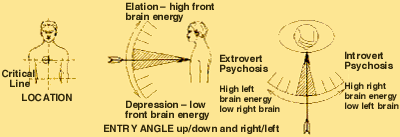 Critical
Line
LOCATION
Elation – high front
brain energy
Depression – low
front brain energy
Extrovert
Psychosis
High left
brain energy
low right brain
Introvert
Psychosis
High right
brain energy
low left brain
ENTRY ANGLE up/down and right/left